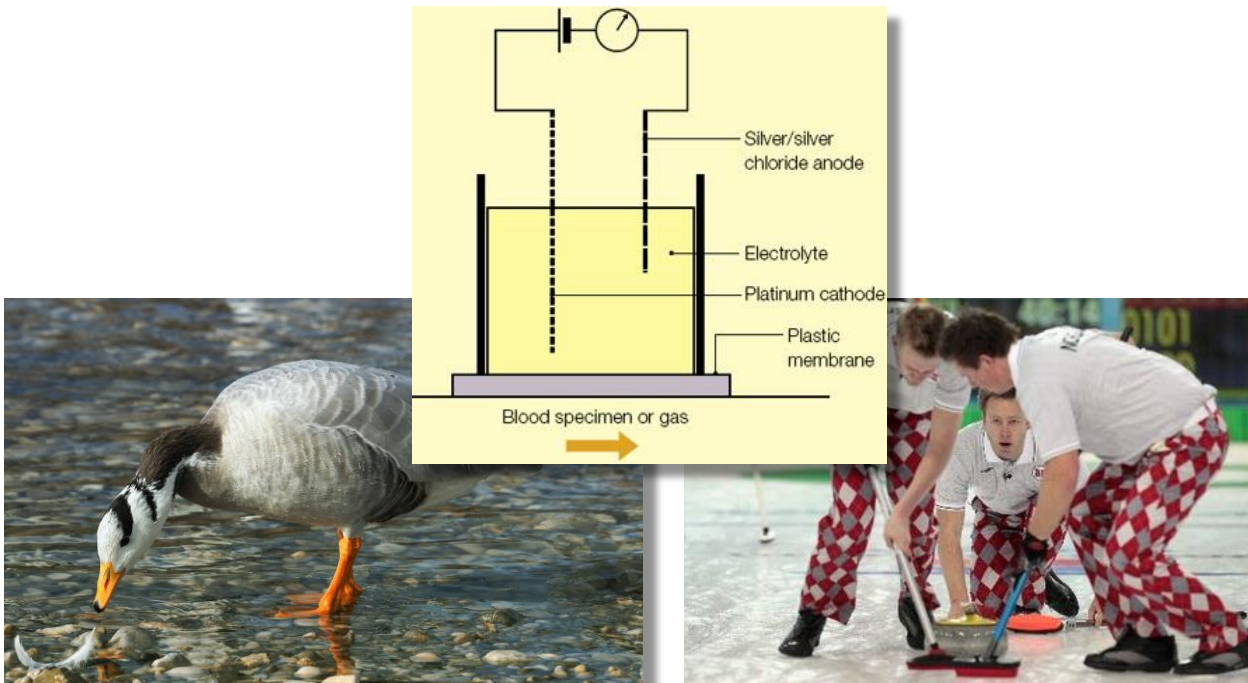 Silver/silver
chloride anode
Electrolyte
Platinum cathode
Plastic
membrane
Blood specimen or gas